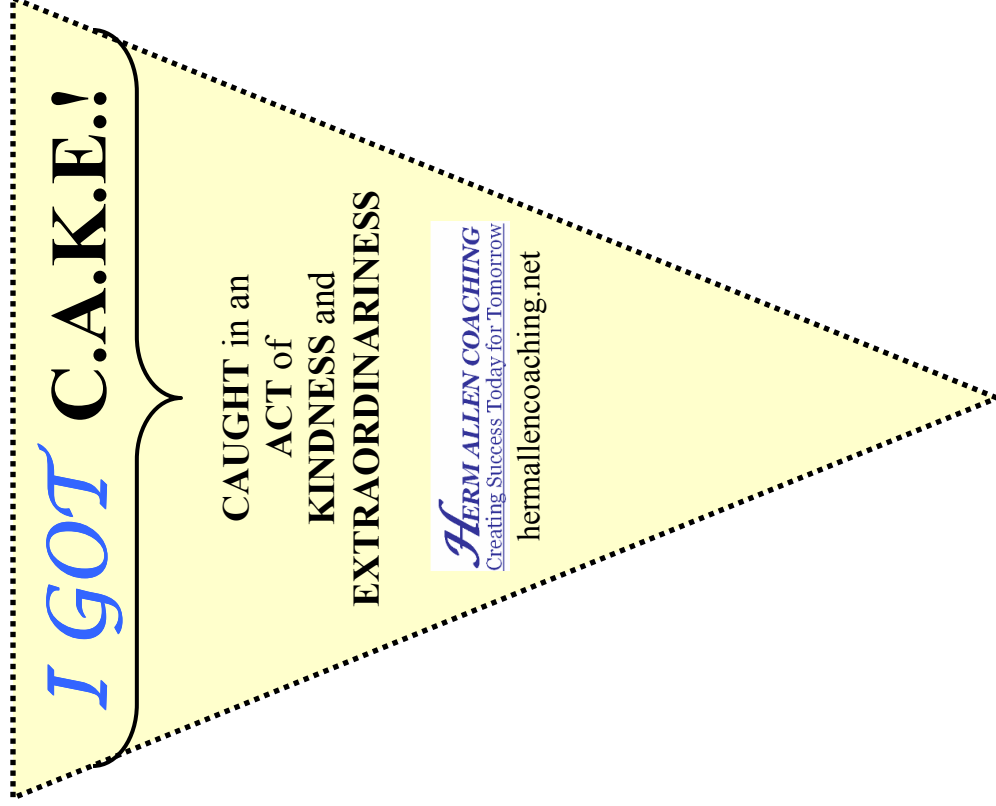 I GOT C.A.K.E.!
CAUGHT in an
ACT of
KINDNESS and
EXTRAORDINARINESS
HERM ALLEN COACHING
Creating Success Today for Tomorrow
hermallencoaching.net